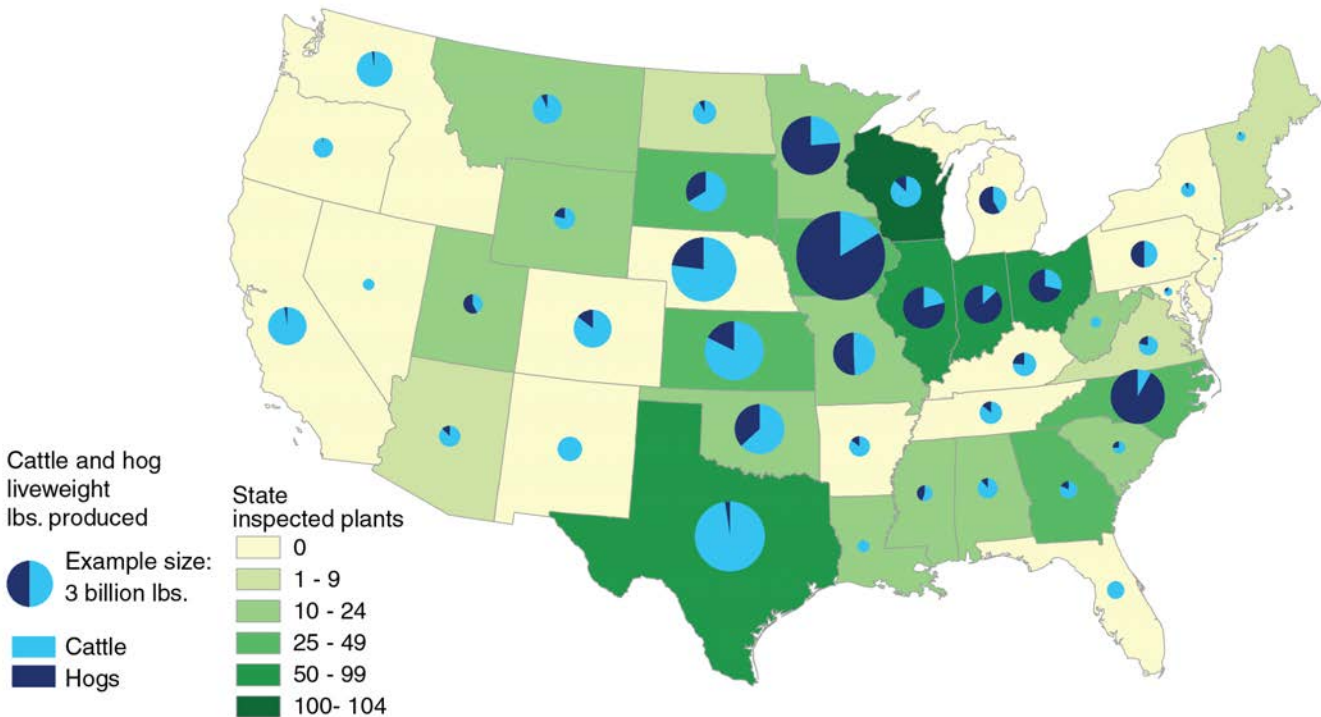 Cattle and hog
liveweight
lbs. produced
Example size:
3 billion lbs.
Cattle
Hogs
State
inspected plants
0
1 - 9
10 - 24
25 - 49
50 - 99
100- 104